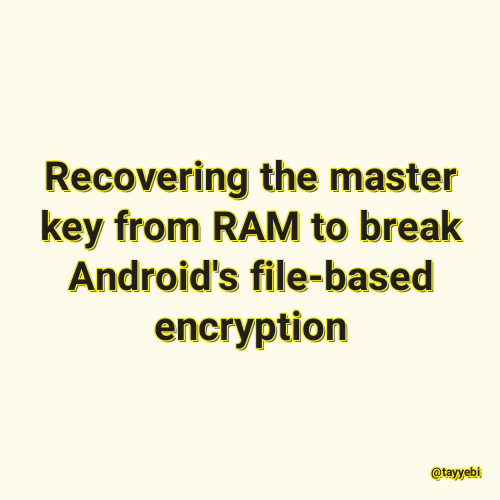 Recovering the master
key from RAM to break
Android's file-based
encryption
@tayyebi